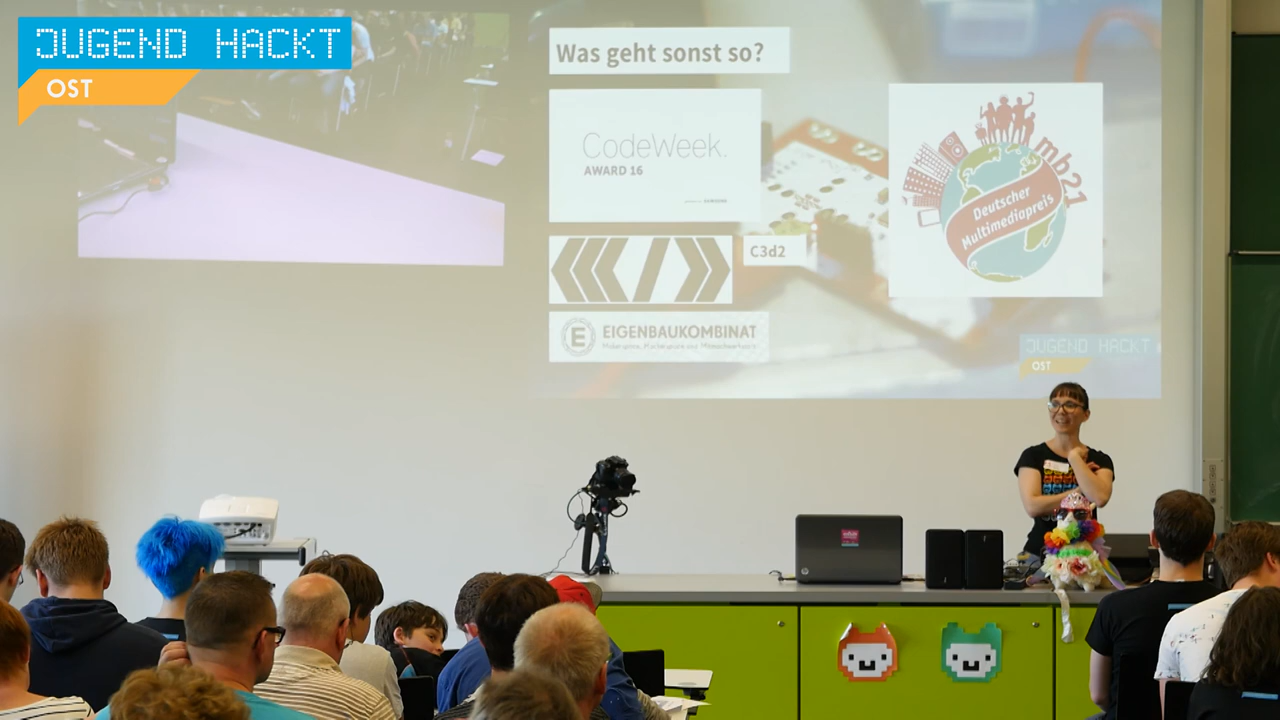 JUGEND HACKT
OST
Was geht sonst so?
CodeWeek.
AWARD 16
mb21
Deutscher
Multimediapreis
C3d2
E EIGENBAUKOMBINAT
JUGEND HACKT
OST